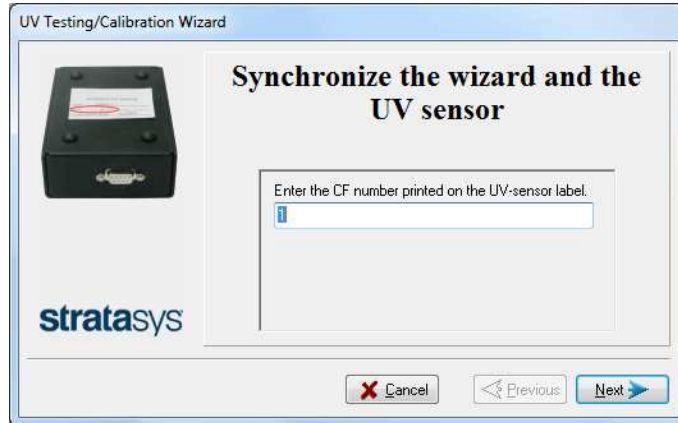 UV Testing/Calibration Wizard
Synchronize the wizard and the
UV sensor
Enter the CF number printed on the UV-sensor label.
1
stratasys
Cancel
Previous
Next